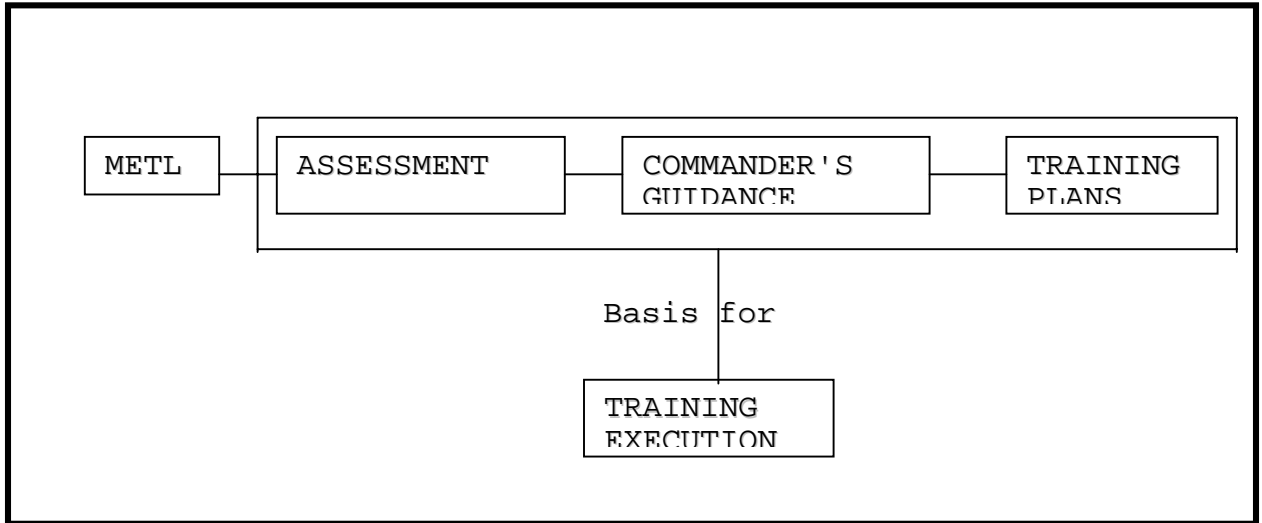 METL
ASSESSMENT
COMMANDER'S
GUIDANCE
TRAINING
PLANS
Basis for
TRAINING
EXECUTION